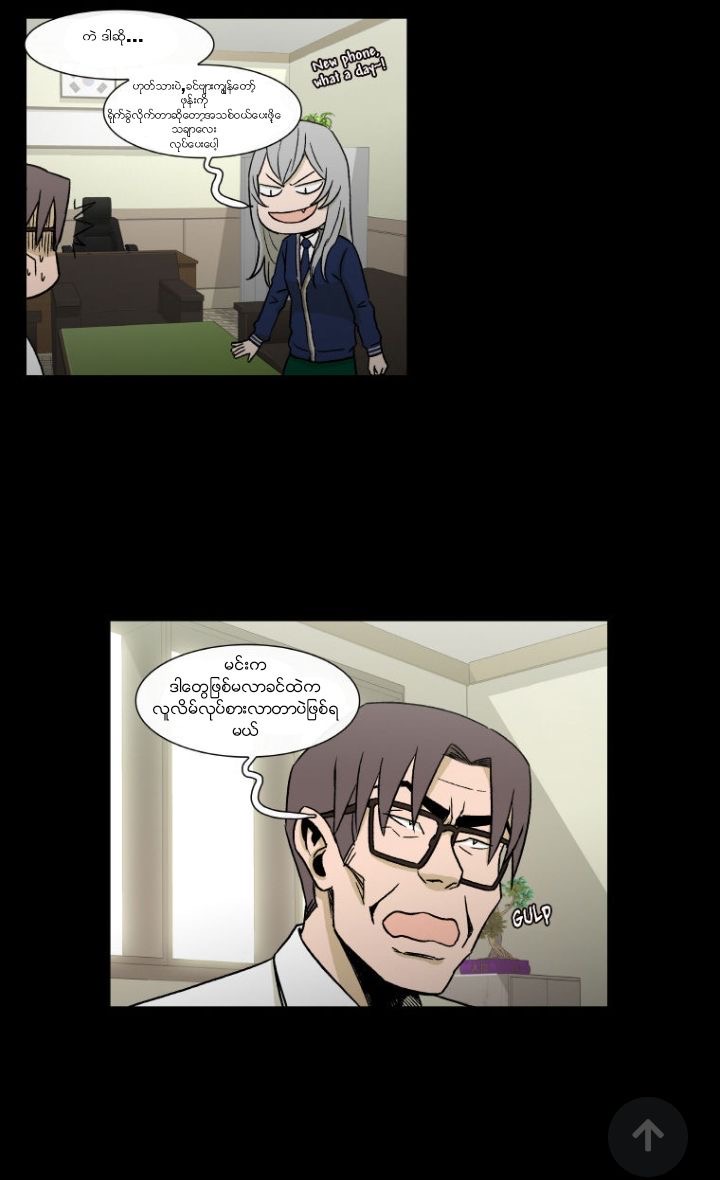 ကဲ ဒါဆို...
New phone,
what a day~!
ဟုတ်သားပဲ,ခင်ဗျားကျွန်တော့်
ဖုန်းကို
ရိုက်ခွဲလိုက်တာဆိုတော့အသစ်ဝယ်ပေးဖို့
သေချာလေး
လုပ်ပေးပေါ့
မင်းက
ဒါတွေဖြစ်မလာခင်ထဲက
လူလိမ်လုပ်စားလာတာပဲဖြစ်ရ
မယ်
GULP